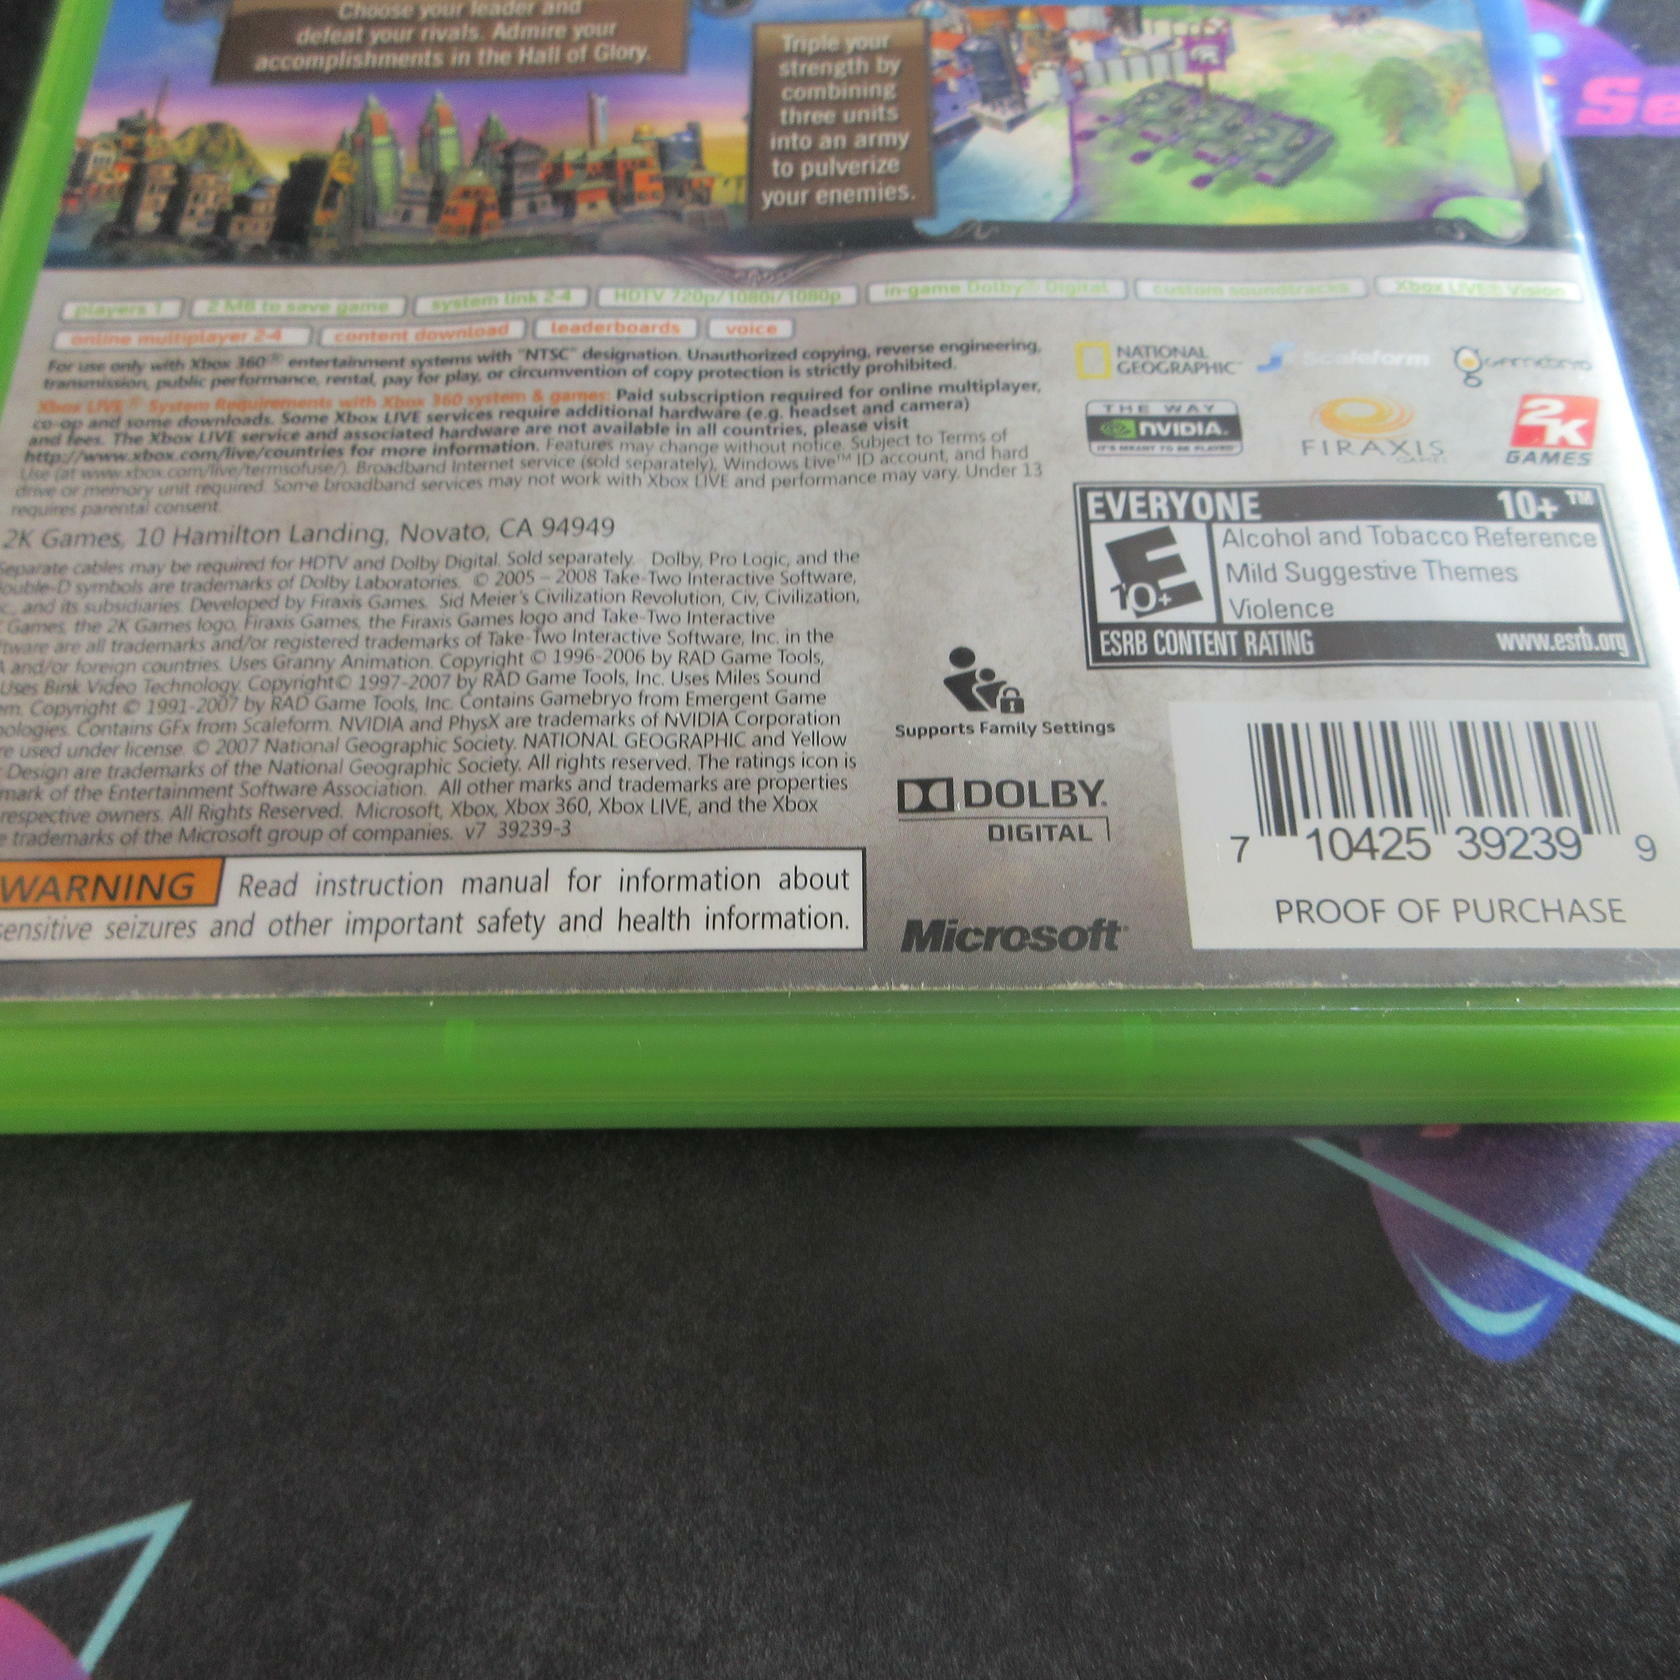 Choose your leader and
defeat your rivals. Admire your
accomplishments in the Hall of Glory.
Triple your
strength by
combining
three units
into an army
to pulverize
your enemies.
Se
players 1
2 MB to save game
system link 2-4
HDTV 720p/1080i/1080p
in-game Dolby® Digital
custom soundtracks
Xbox LIVE® Vision
online multiplayer 2-4
content download
leaderboards
voice
For use only with Xbox 360® entertainment systems with "NTSC" designation. Unauthorized copying, reverse engineering,
transmission, public performance, rental, pay for play, or circumvention of copy protection is strictly prohibited.
Xbox LIVE® System Requirements with Xbox 360 system & games: Paid subscription required for online multiplayer,
co-op and some downloads. Some Xbox LIVE services require additional hardware (e.g. headset and camera)
and fees. The Xbox LIVE service and associated hardware are not available in all countries, please visit
http://www.xbox.com/live/countries for more information. Features may change without notice. Subject to Terms of
Use (at www.xbox.com/live/termsofuse/). Broadband Internet service (sold separately), Windows Live™ ID account, and hard
drive or memory unit required. Some broadband services may not work with Xbox LIVE and performance may vary. Under 13
requires parental consent.
NATIONAL
GEOGRAPHIC™
Scaleform
gamebryo
THE WAY
NVIDIA.
IT'S MEANT TO BE PLAYED
FIRAXIS
GAMES
2K
GAMES
2K Games, 10 Hamilton Landing, Novato, CA 94949
Separate cables may be required for HDTV and Dolby Digital. Sold separately. Dolby, Pro Logic, and the
ouble-D symbols are trademarks of Dolby Laboratories. © 2005 – 2008 Take-Two Interactive Software,
c., and its subsidiaries. Developed by Firaxis Games. Sid Meier's Civilization Revolution, Civ, Civilization,
Games, the 2K Games logo, Firaxis Games, the Firaxis Games logo and Take-Two Interactive
ftware are all trademarks and/or registered trademarks of Take-Two Interactive Software, Inc. in the
A and/or foreign countries. Uses Granny Animation. Copyright © 1996-2006 by RAD Game Tools,
Uses Bink Video Technology. Copyright© 1997-2007 by RAD Game Tools, Inc. Uses Miles Sound
em. Copyright © 1991-2007 by RAD Game Tools, Inc. Contains Gamebryo from Emergent Game
nologies. Contains GFx from Scaleform. NVIDIA and PhysX are trademarks of NVIDIA Corporation
re used under license. © 2007 National Geographic Society. NATIONAL GEOGRAPHIC and Yellow
Design are trademarks of the National Geographic Society. All rights reserved. The ratings icon is
mark of the Entertainment Software Association. All other marks and trademarks are properties
respective owners. All Rights Reserved. Microsoft, Xbox, Xbox 360, Xbox LIVE, and the Xbox
e trademarks of the Microsoft group of companies. v7 39239-3
EVERYONE 10+ ™
E
10+
Alcohol and Tobacco Reference
Mild Suggestive Themes
Violence
ESRB CONTENT RATING www.esrb.org
Supports Family Settings
DOLBY.
DIGITAL
7 10425 39239 9
PROOF OF PURCHASE
WARNING Read instruction manual for information about
sensitive seizures and other important safety and health information.
Microsoft